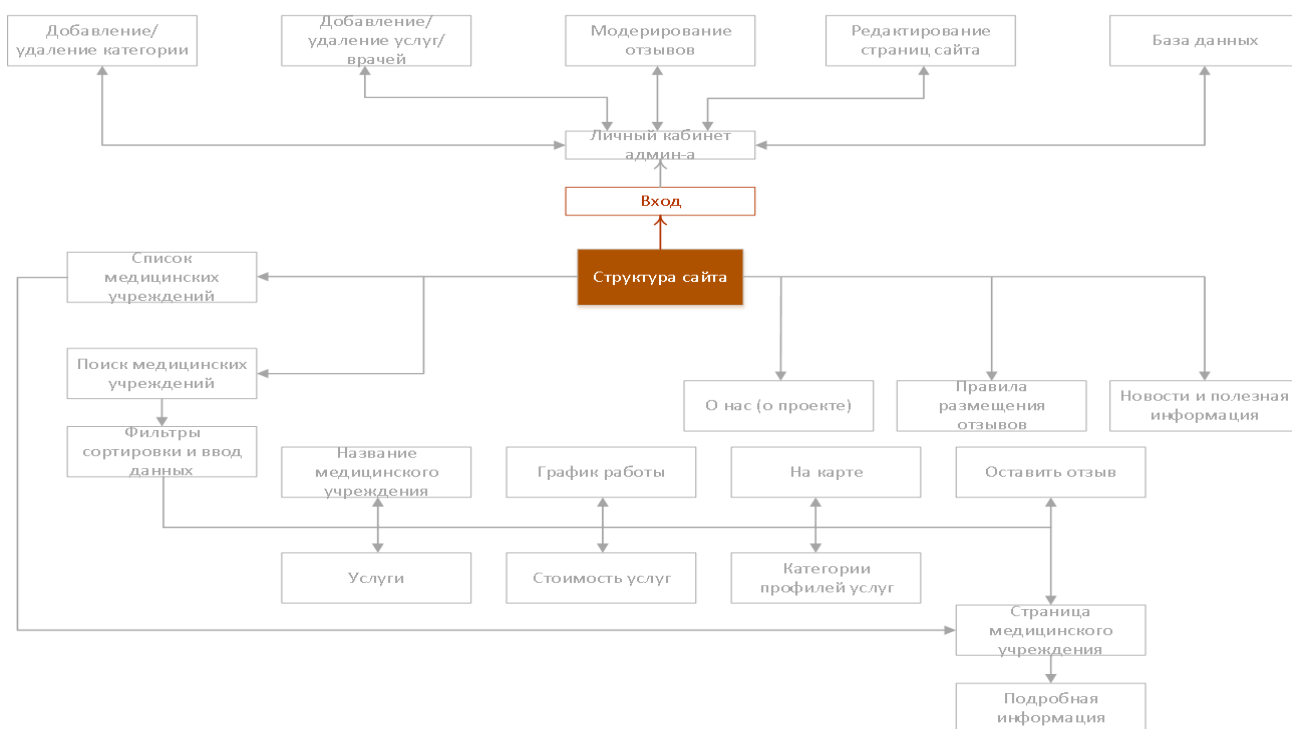 Добавление/
удаление категории
Добавление/
удаление услуг/
врачей
Модерирование
отзывов
Редактирование
страниц сайта
База данных
Личный кабинет
админ-а
Вход
Структура сайта
Список
медицинских
учреждений
Поиск медицинских
учреждений
О нас (о проекте)
Правила
размещения
отзывов
Новости и полезная
информация
Фильтры
сортировки и ввод
данных
Название
медицинского
учреждения
График работы
На карте
Оставить отзыв
Услуги
Стоимость услуг
Категории
профилей услуг
Страница
медицинского
учреждения
Подробная
информация